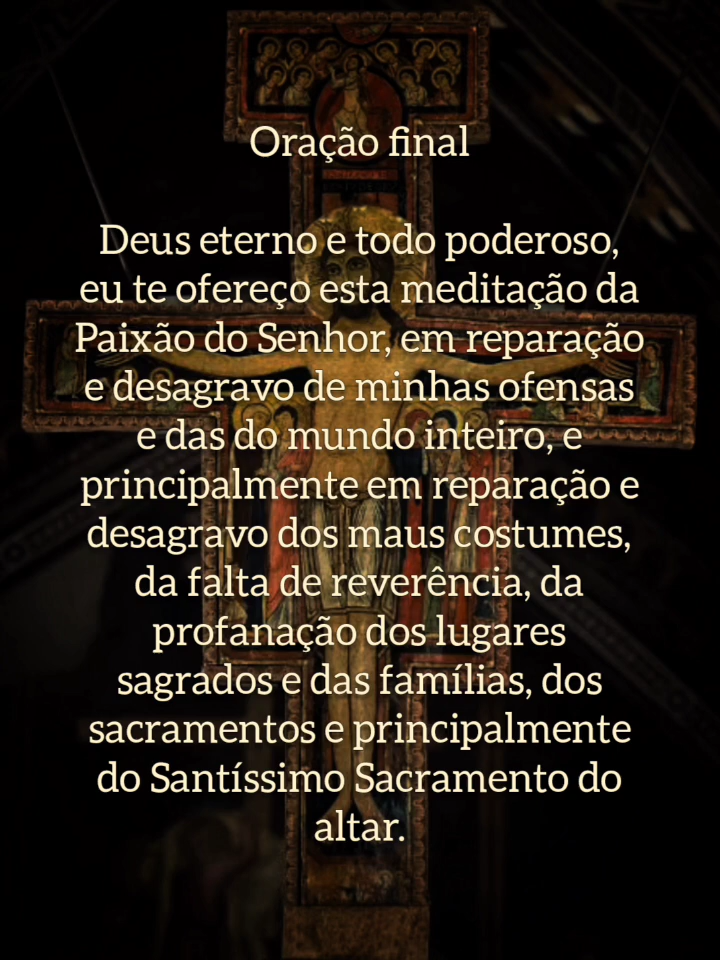 Oração final
Deus eterno e todo poderoso,
eu te ofereço esta meditação da
Paixão do Senhor, em reparação
e desagravo de minhas ofensas
e das do mundo inteiro, e
principalmente em reparação e
desagravo dos maus costumes,
da falta de reverência, da
profanação dos lugares
sagrados e das famílias, dos
sacramentos e principalmente
do Santíssimo Sacramento do
altar.